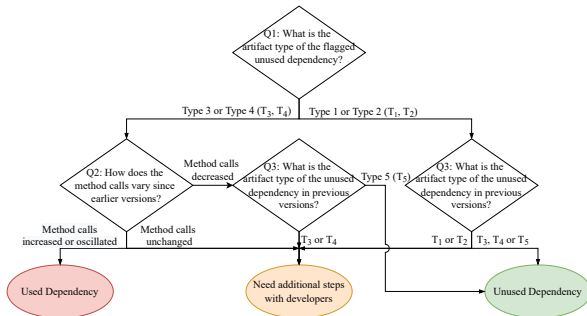 Q1: What is the
artifact type of the flagged
unused dependency?
Type 3 or Type 4 (T₃, T₄)
Type 1 or Type 2 (T₁, T₂)
Q2: How does the
method calls vary since
earlier versions?
Method calls
decreased
Q3: What is the
artifact type of the unused
dependency in previous
versions?
Type 5 (T₅)
Q3: What is the
artifact type of the unused
dependency in previous
versions?
Method calls
increased or oscillated
Method calls
unchanged
T₃ or T₄
T₁ or T₂
T₃, T₄ or T₅
Used Dependency
Need additional steps
with developers
Unused Dependency